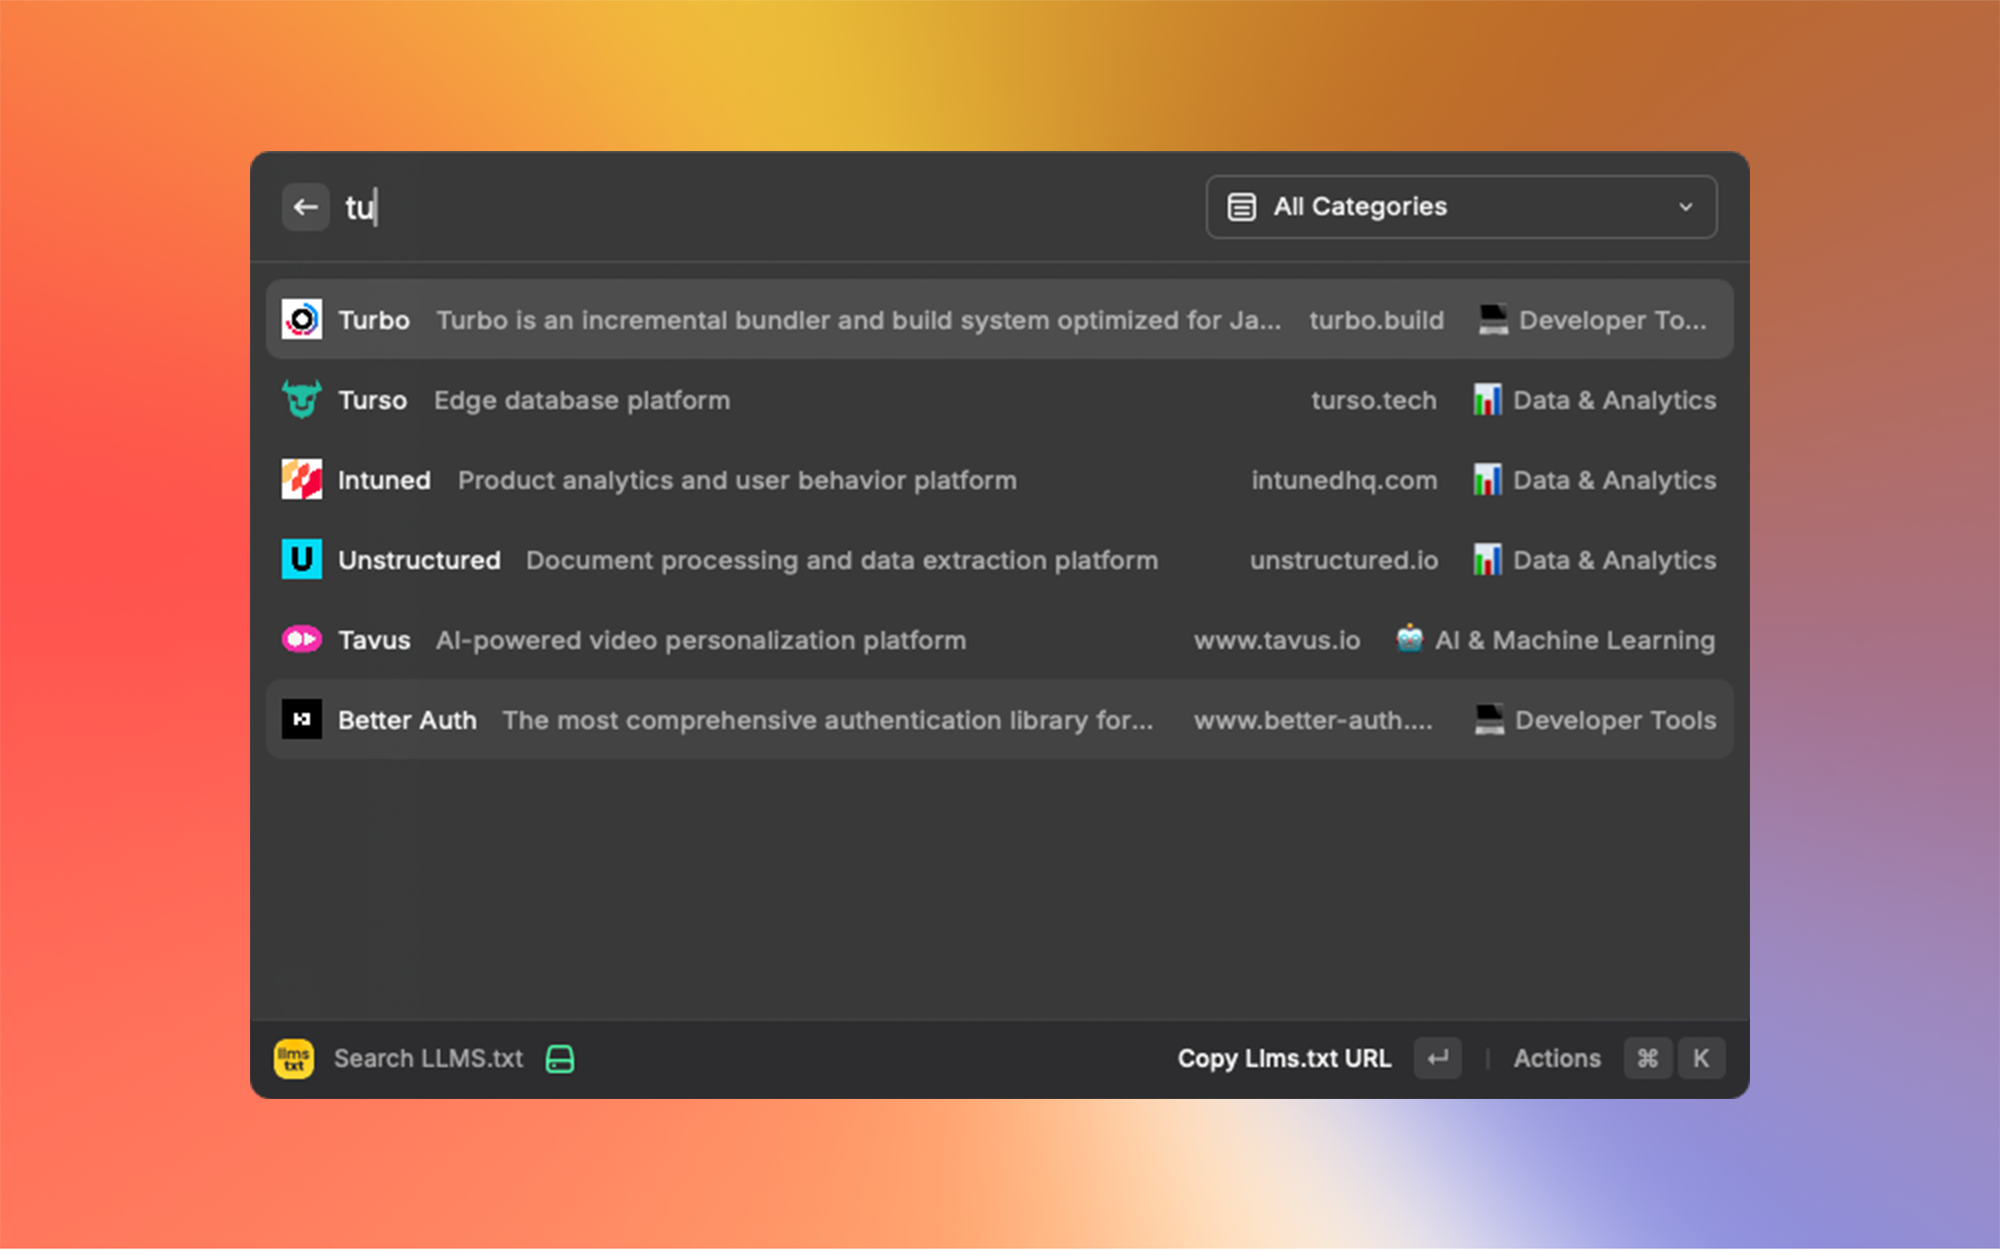 tu
All Categories
Turbo Turbo is an incremental bundler and build system optimized for Ja... turbo.build Developer To...
Turso Edge database platform turso.tech Data & Analytics
Intuned Product analytics and user behavior platform intunedhq.com Data & Analytics
U Unstructured Document processing and data extraction platform unstructured.io Data & Analytics
Tavus AI-powered video personalization platform www.tavus.io AI & Machine Learning
Better Auth The most comprehensive authentication library for... www.better-auth.... Developer Tools
llms
txt
Search LLMS.txt Copy Llms.txt URL Actions ⌘ K